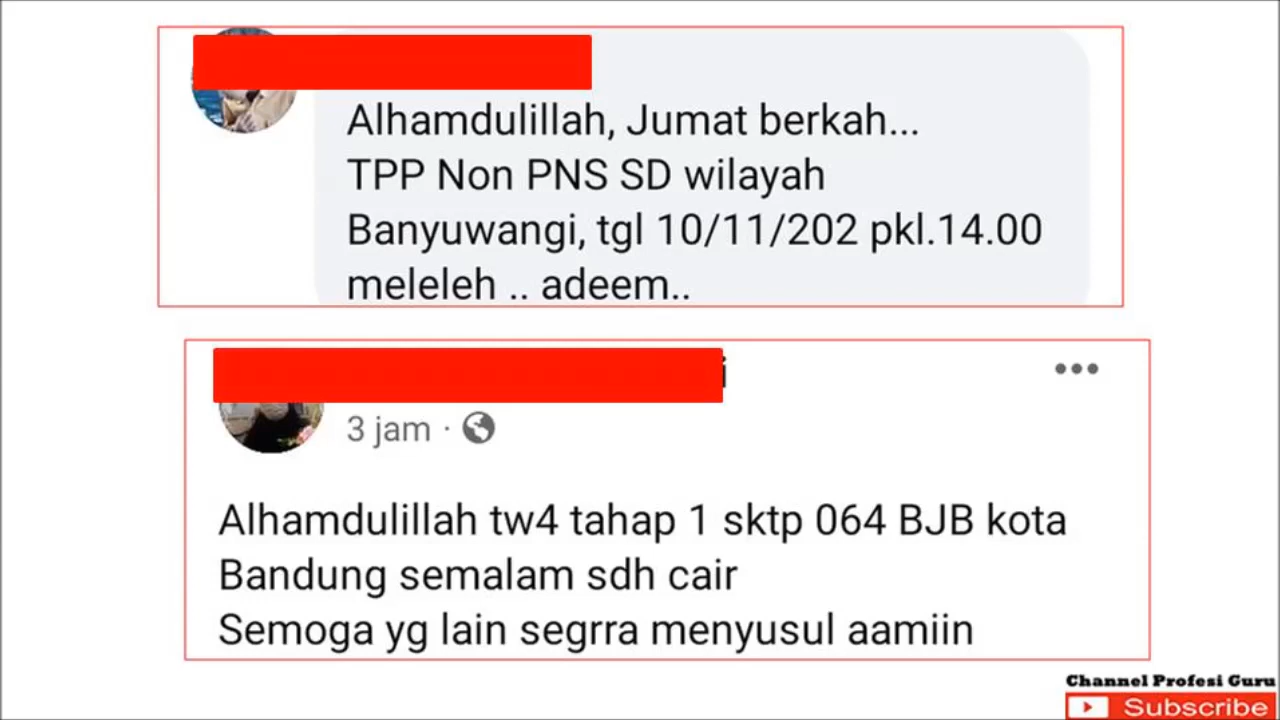 Alhamdulillah, Jumat berkah...
TPP Non PNS SD wilayah
Banyuwangi, tgl 10/11/202 pkl.14.00
meleleh .. adeem..
3 jam ·
Alhamdulillah tw4 tahap 1 sktp 064 BJB kota
Bandung semalam sdh cair
Semoga yg lain segrra menyusul aamiin
Channel Profesi Guru
Subscribe